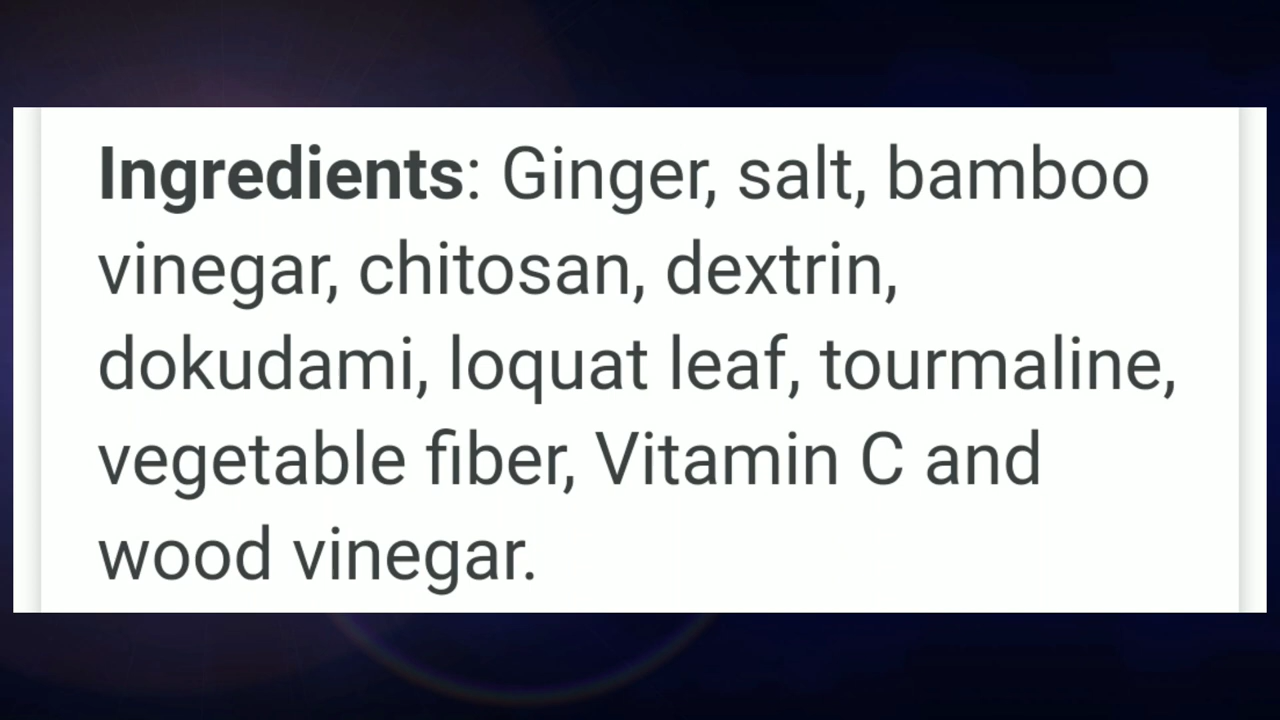 Ingredients: Ginger, salt, bamboo
vinegar, chitosan, dextrin,
dokudami, loquat leaf, tourmaline,
vegetable fiber, Vitamin C and
wood vinegar.